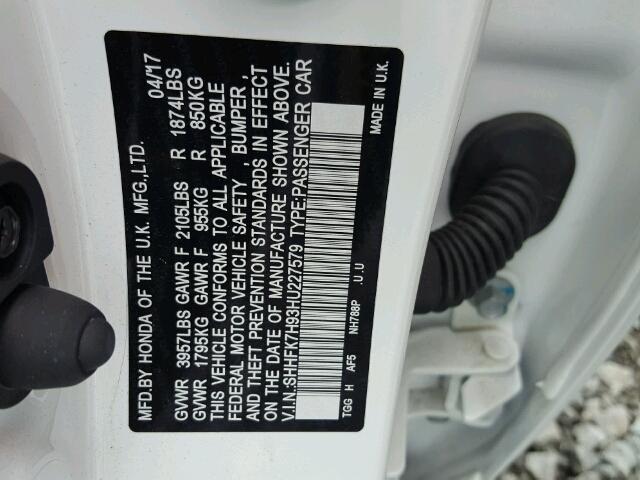 MFD.BY HONDA OF THE U.K. MFG.,LTD. 04/17
GVWR 3957LBS GAWR F 2105LBS R 1874LBS
GVWR 1795KG GAWR F 955KG R 850KG
THIS VEHICLE CONFORMS TO ALL APPLICABLE
FEDERAL MOTOR VEHICLE SAFETY , BUMPER ,
AND THEFT PREVENTION STANDARDS IN EFFECT
ON THE DATE OF MANUFACTURE SHOWN ABOVE.
V.I.N.:SHHFK7H93HU227579 TYPE:PASSENGER CAR
TGG H AF5 NH788P .U.U MADE IN U.K.